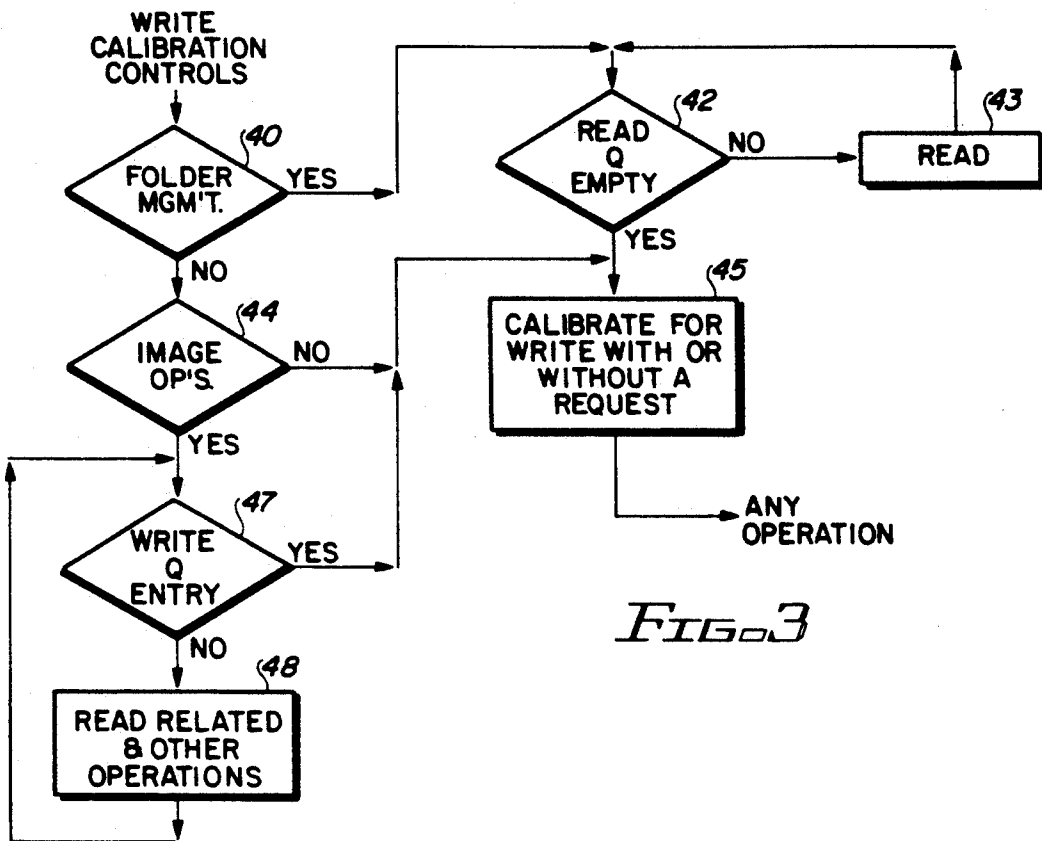 WRITE
CALIBRATION
CONTROLS
40
FOLDER
MGM'T.
YES
NO
44
IMAGE
OP'S.
NO
YES
47
WRITE
Q
ENTRY
YES
NO
48
READ RELATED
& OTHER
OPERATIONS
42
READ
Q
EMPTY
NO
YES
43
READ
45
CALIBRATE FOR
WRITE WITH OR
WITHOUT A
REQUEST
ANY
OPERATION
FIG. 3